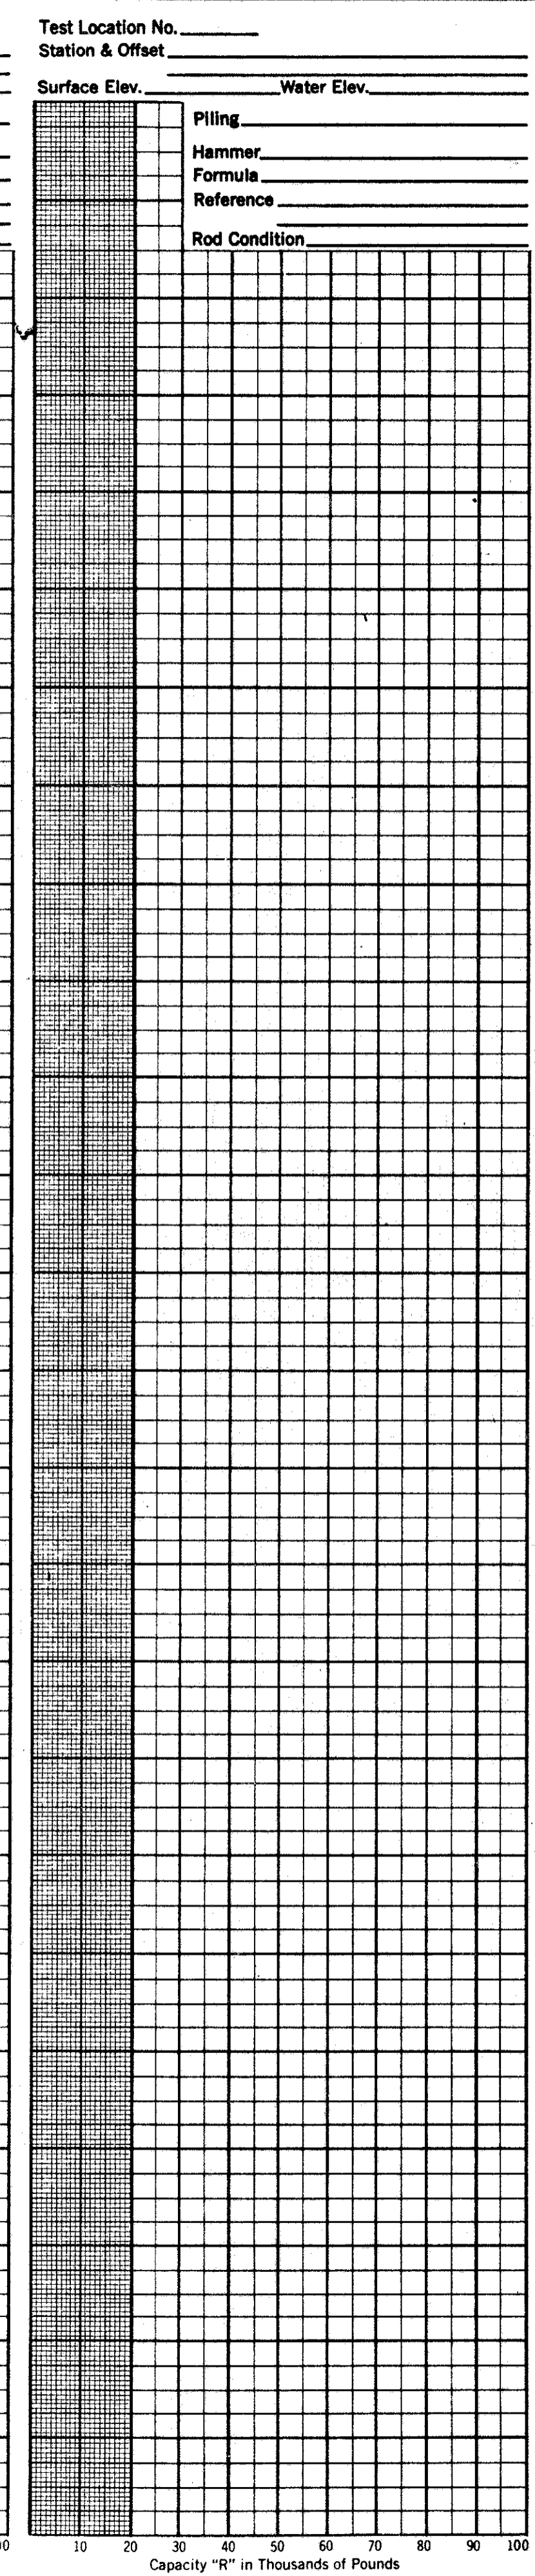 Test Location No.
Station & Offset
Surface Elev. Water Elev.
Piling
Hammer
Formula
Reference
Rod Condition
10 20 30 40 50 60 70 80 90 100
Capacity "R" in Thousands of Pounds